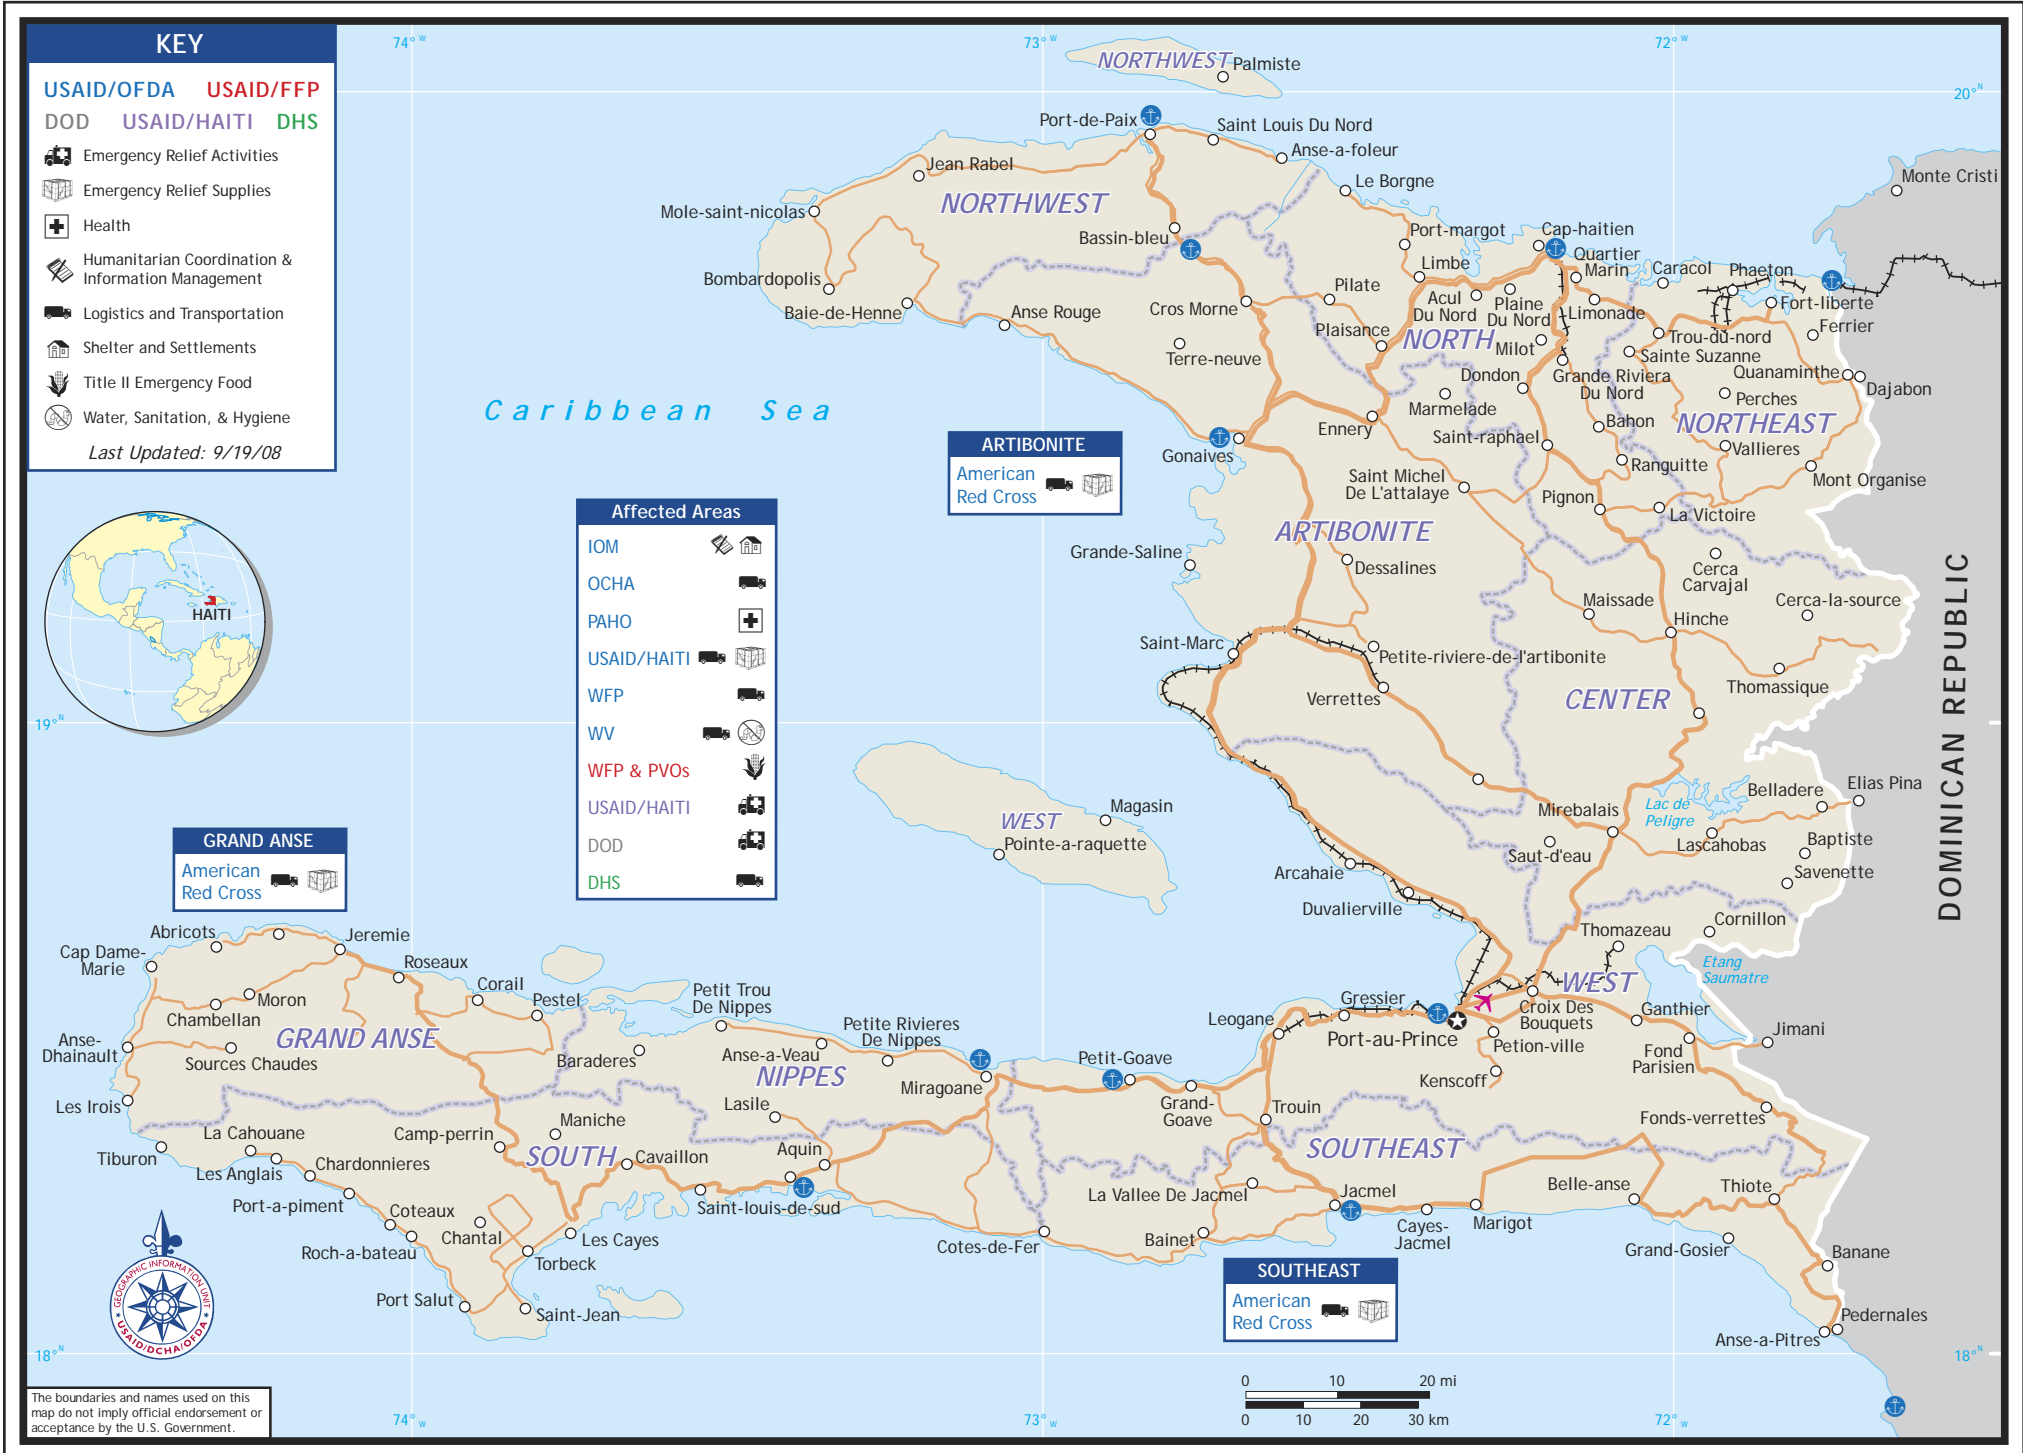 KEY
USAID/OFDA USAID/FFP
DOD USAID/HAITI DHS
Emergency Relief Activities
Emergency Relief Supplies
Health
Humanitarian Coordination &
Information Management
Logistics and Transportation
Shelter and Settlements
Title II Emergency Food
Water, Sanitation, & Hygiene
Last Updated: 9/19/08
74° W
73° W
72° W
20° N
19° N
18° N
18° N
74° W
73° W
72° W
HAITI
Caribbean Sea
DOMINICAN REPUBLIC
ARTIBONITE
American
Red Cross
Affected Areas
IOM
OCHA
PAHO
USAID/HAITI
WFP
WV
WFP & PVOs
USAID/HAITI
DOD
DHS
GRAND ANSE
American
Red Cross
SOUTHEAST
American
Red Cross
NORTHWEST
Palmiste
Port-de-Paix
Saint Louis Du Nord
Anse-a-foleur
Jean Rabel
Le Borgne
Monte Cristi
NORTHWEST
Mole-saint-nicolas
Bassin-bleu
Port-margot
Cap-haitien
Quartier
Marin
Caracol
Phaeton
Limbe
Bombardopolis
Pilate
Acul
Du Nord
Plaine
Du Nord
Limonade
Fort-liberte
Ferrier
Baie-de-Henne
Anse Rouge
Cros Morne
Plaisance
NORTH
Milot
Trou-du-nord
Sainte Suzanne
Terre-neuve
Dondon
Grande Riviera
Du Nord
Quanaminthe
Dajabon
Perches
Marmelade
Ennery
Bahon
NORTHEAST
Saint-raphael
Vallieres
Gonaives
Ranguitte
Mont Organise
Saint Michel
De L'attalaye
Pignon
La Victoire
ARTIBONITE
Grande-Saline
Dessalines
Cerca
Carvajal
Maissade
Cerca-la-source
Hinche
Saint-Marc
Petite-riviere-de-l'artibonite
Verrettes
CENTER
Thomassique
Lac de
Peligre
Belladere
Elias Pina
Mirebalais
Lascahobas
Baptiste
Saut-d'eau
Savenette
WEST
Magasin
Pointe-a-raquette
Arcahaie
Duvalierville
Cornillon
Thomazeau
Etang
Saumatre
WEST
Gressier
Leogane
Port-au-Prince
Croix Des
Bouquets
Ganthier
Jimani
Petion-ville
Fond
Parisien
Kenscoff
Fonds-verrettes
Abricots
Jeremie
Cap Dame-
Marie
Roseaux
Corail
Pestel
Moron
Chambellan
GRAND ANSE
Anse-
Dhainault
Sources Chaudes
Les Irois
Petit Trou
De Nippes
Petite Rivieres
De Nippes
Baraderes
Anse-a-Veau
NIPPES
Miragoane
Petit-Goave
Grand-
Goave
Trouin
Lasile
Maniche
La Cahouane
Camp-perrin
Tiburon
Les Anglais
Chardonnieres
SOUTH
Cavaillon
Aquin
Port-a-piment
Coteaux
Chantal
Roch-a-bateau
Les Cayes
Torbeck
Saint-louis-de-sud
Port Salut
Saint-Jean
Cotes-de-Fer
SOUTHEAST
La Vallee De Jacmel
Jacmel
Bainet
Cayes-
Jacmel
Marigot
Belle-anse
Thiote
Grand-Gosier
Banane
Anse-a-Pitres
Pedernales
GEOGRAPHIC INFORMATION UNIT
USAID/DCHA/OFDA
0 10 20 mi
0 10 20 30 km
The boundaries and names used on this
map do not imply official endorsement or
acceptance by the U.S. Government.